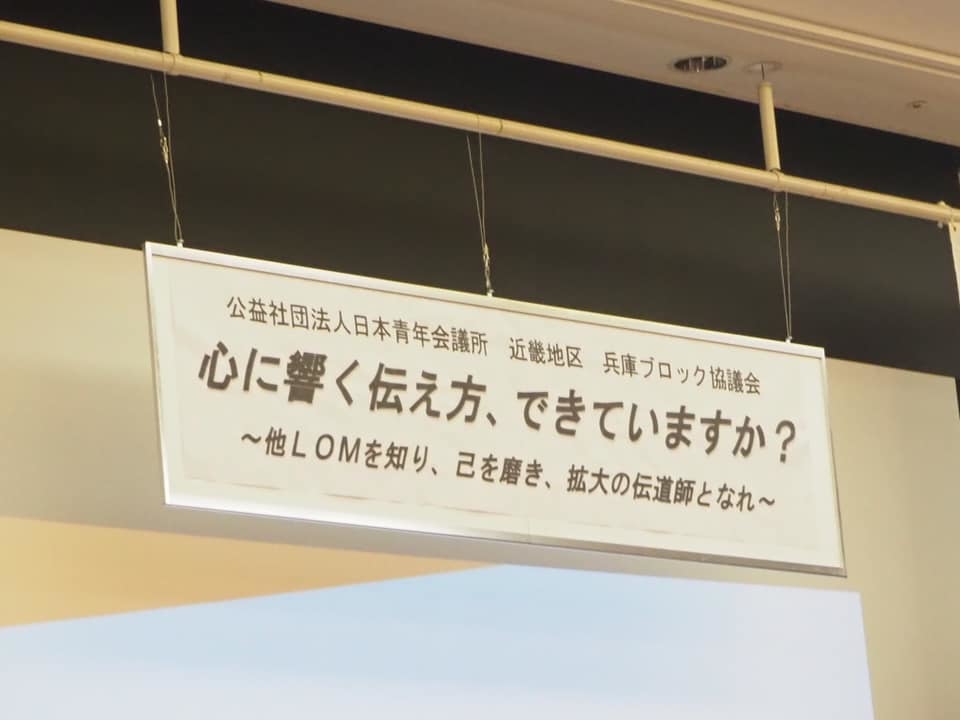 公益社団法人日本青年会議所　近畿地区　兵庫ブロック協議会
心に響く伝え方、できていますか？
～他ＬＯＭを知り、己を磨き、拡大の伝道師となれ～